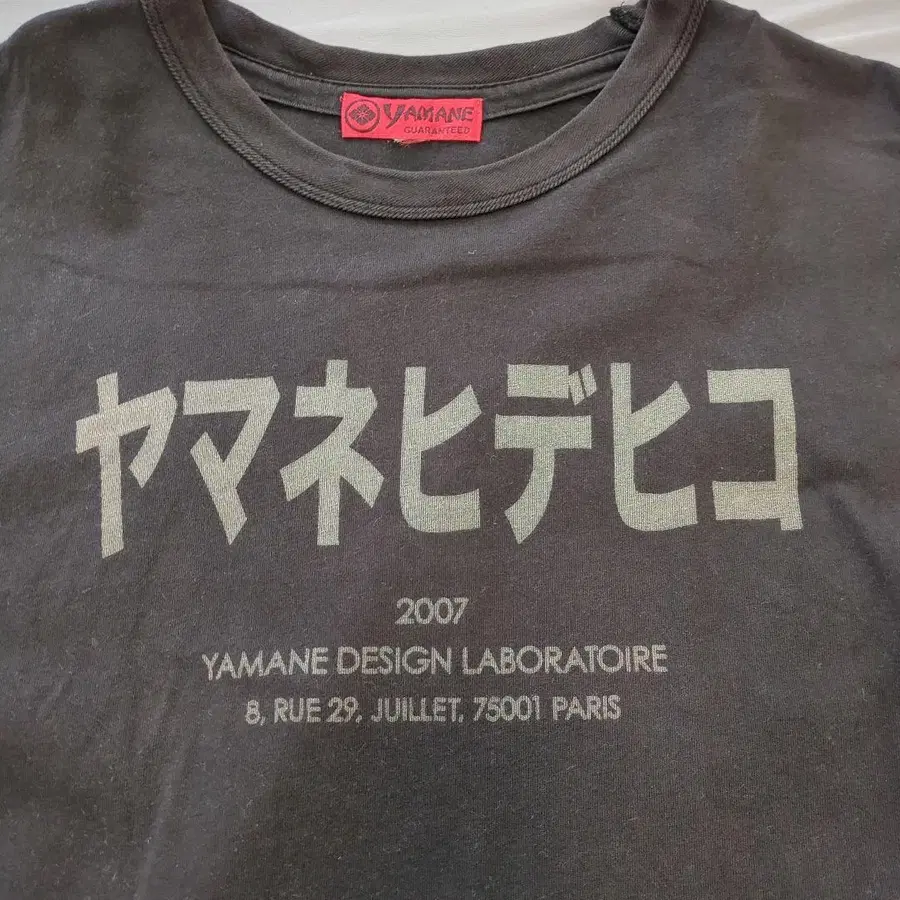 YAMANE
GUARANTEED
ヤマネヒデヒコ
2007
YAMANE DESIGN LABORATOIRE
8, RUE 29, JUILLET, 75001 PARIS